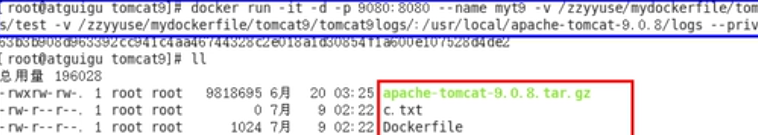 [root@atguigu tomcat9]# docker run -it -d -p 9080:8080 --name myt9 -v /zzyyuse/mydockerfile/tom
s/test -v /zzyyuse/mydockerfile/tomcat9/tomcat9logs/:/usr/local/apache-tomcat-9.0.8/logs --priv
63b3b908d963392cc941c4aa46744328c2e018a1d30854f1a600e107528d4de2
[root@atguigu tomcat9]# ll
总用量 196028
-rwxrw-rw-. 1 root root 9818695 6月 20 03:25 apache-tomcat-9.0.8.tar.gz
-rw-r--r--. 1 root root 0 7月 9 02:22 c.txt
-rw-r--r--. 1 root root 1024 7月 9 02:22 Dockerfile